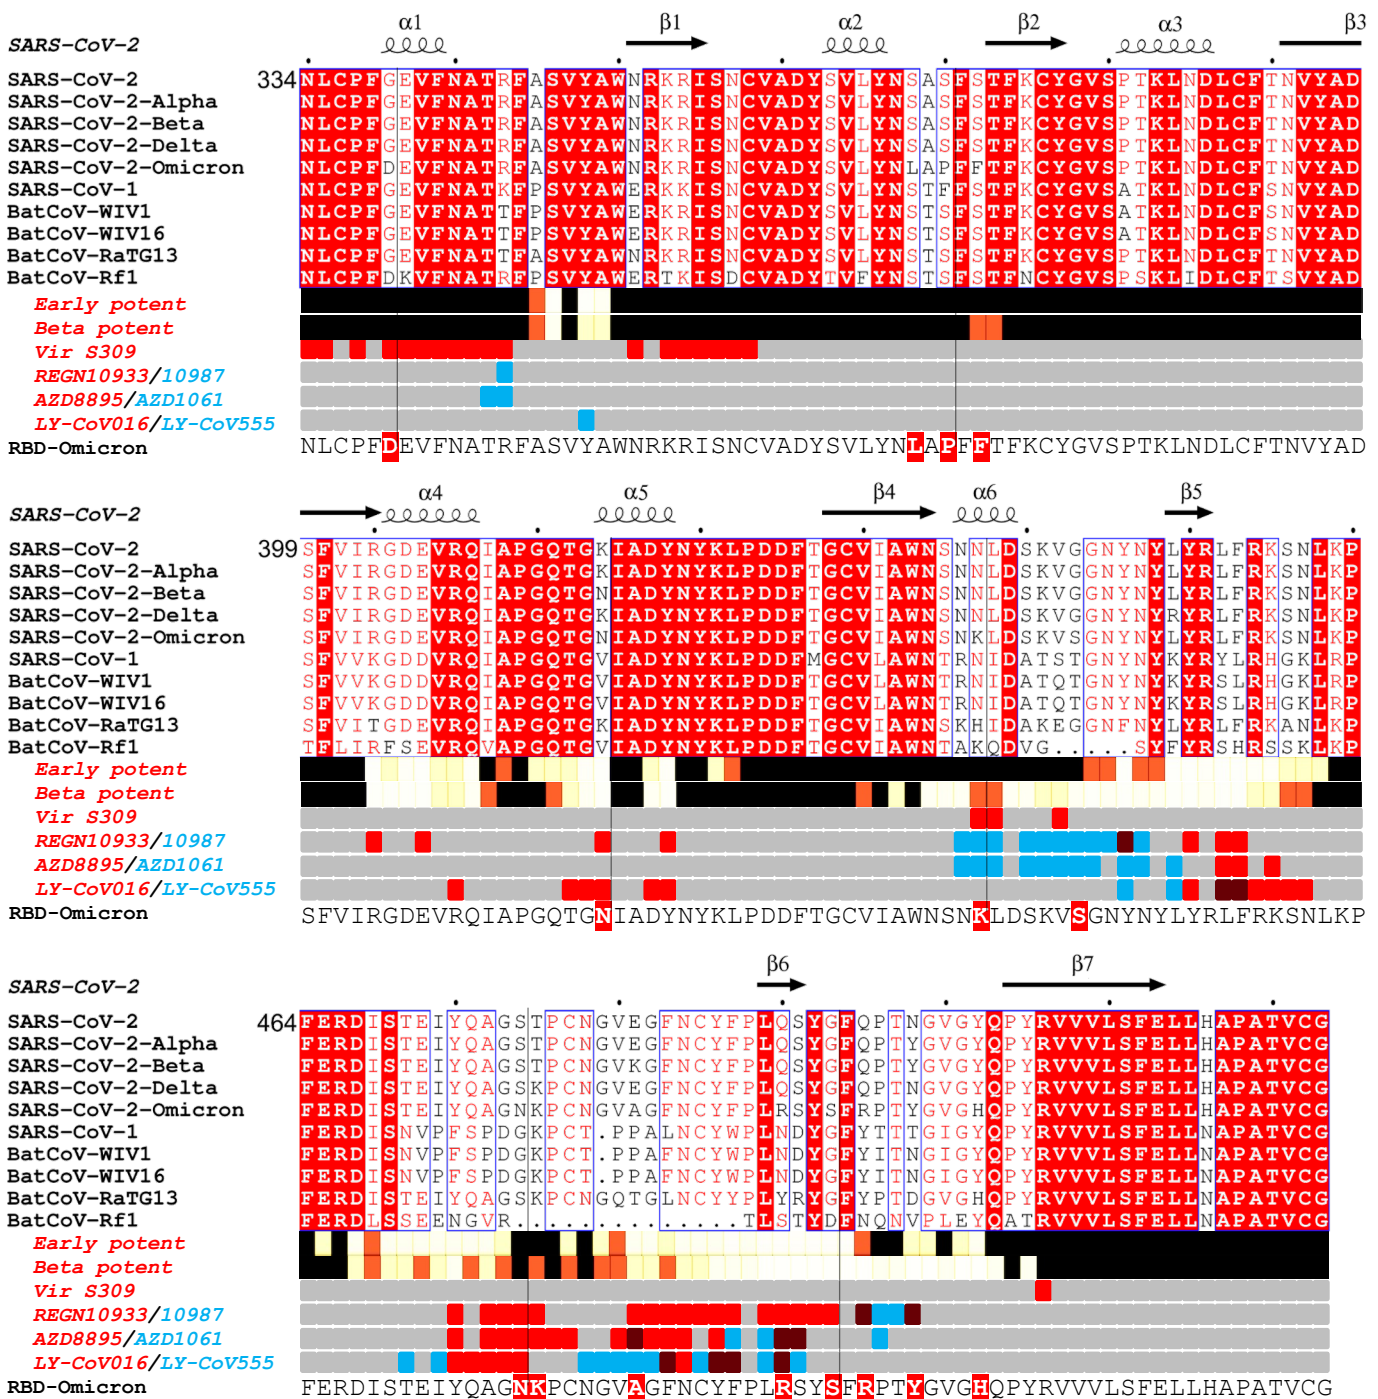 α1 β1 α2 β2 α3 β3
SARS-CoV-2
SARS-CoV-2 334 NLCPFGEVFNATRFASVYAWNRKRISNCVADYSVLYNSASFSTFKCYGVSPTKLNDLCFTNVYAD
SARS-CoV-2-Alpha NLCPFGEVFNATRFASVYAWNRKRISNCVADYSVLYNSASFSTFKCYGVSPTKLNDLCFTNVYAD
SARS-CoV-2-Beta NLCPFGEVFNATRFASVYAWNRKRISNCVADYSVLYNSASFSTFKCYGVSPTKLNDLCFTNVYAD
SARS-CoV-2-Delta NLCPFGEVFNATRFASVYAWNRKRISNCVADYSVLYNSASFSTFKCYGVSPTKLNDLCFTNVYAD
SARS-CoV-2-Omicron NLCPFDEVFNATRFASVYAWNRKRISNCVADYSVLYNLAPFFTFKCYGVSPTKLNDLCFTNVYAD
SARS-CoV-1 NLCPFGEVFNATKFPSVYAWERKKISNCVADYSVLYNSTFFSTFKCYGVSATKLNDLCFSNVYAD
BatCoV-WIV1 NLCPFGEVFNATTFPSVYAWERKRISNCVADYSVLYNSTSFSTFKCYGVSATKLNDLCFSNVYAD
BatCoV-WIV16 NLCPFGEVFNATTFPSVYAWERKRISNCVADYSVLYNSTSFSTFKCYGVSATKLNDLCFSNVYAD
BatCoV-RaTG13 NLCPFGEVFNATTFASVYAWNRKRISNCVADYSVLYNSTSFSTFKCYGVSPTKLNDLCFTNVYAD
BatCoV-Rf1 NLCPFDKVFNATRFPSVYAWERTKISDCVADYTVFYNSTSFSTFNCYGVSPSKLIDLCFTSVYAD
Early potent
Beta potent
Vir S309
REGN10933/10987
AZD8895/AZD1061
LY-CoV016/LY-CoV555
RBD-Omicron NLCPFDEVFNATRFASVYAWNRKRISNCVADYSVLYNLAPFFTFKCYGVSPTKLNDLCFTNVYAD
α4 α5 β4 α6 β5
SARS-CoV-2
SARS-CoV-2 399 SFVIRGDEVRQIAPGQTGKIADYNYKLPDDFTGCVIAWNSNNLDSKVGGNYNYLYRLFRKSNLKP
SARS-CoV-2-Alpha SFVIRGDEVRQIAPGQTGKIADYNYKLPDDFTGCVIAWNSNNLDSKVGGNYNYLYRLFRKSNLKP
SARS-CoV-2-Beta SFVIRGDEVRQIAPGQTGNIADYNYKLPDDFTGCVIAWNSNNLDSKVGGNYNYLYRLFRKSNLKP
SARS-CoV-2-Delta SFVIRGDEVRQIAPGQTGKIADYNYKLPDDFTGCVIAWNSNNLDSKVGGNYNYRYRLFRKSNLKP
SARS-CoV-2-Omicron SFVIRGDEVRQIAPGQTGNIADYNYKLPDDFTGCVIAWNSNKLDSKVSGNYNYLYRLFRKSNLKP
SARS-CoV-1 SFVVKGDDVRQIAPGQTGVIADYNYKLPDDFMGCVLAWNTRNIDATSTGNYNYKYRYLRHGKLRP
BatCoV-WIV1 SFVVKGDDVRQIAPGQTGVIADYNYKLPDDFTGCVLAWNTRNIDATQTGNYNYKYRSLRHGKLRP
BatCoV-WIV16 SFVVKGDDVRQIAPGQTGVIADYNYKLPDDFTGCVLAWNTRNIDATQTGNYNYKYRSLRHGKLRP
BatCoV-RaTG13 SFVITGDEVRQIAPGQTGKIADYNYKLPDDFTGCVIAWNSKHIDAKEGGNFNYLYRLFRKANLKP
BatCoV-Rf1 TFLIRFSEVRQVAPGQTGVIADYNYKLPDDFTGCVIAWNTAKQDVG.....SYFYRSHRSSKLKP
Early potent
Beta potent
Vir S309
REGN10933/10987
AZD8895/AZD1061
LY-CoV016/LY-CoV555
RBD-Omicron SFVIRGDEVRQIAPGQTGNIADYNYKLPDDFTGCVIAWNSNKLDSKVSGNYNYLYRLFRKSNLKP
β6 β7
SARS-CoV-2
SARS-CoV-2 464 FERDISTEIYQAGSTPCNGVEGFNCYFPLQSYGFQPTNGVGYQPYRVVVLSFELLHAPATVCG
SARS-CoV-2-Alpha FERDISTEIYQAGSTPCNGVEGFNCYFPLQSYGFQPTYGVGYQPYRVVVLSFELLHAPATVCG
SARS-CoV-2-Beta FERDISTEIYQAGSTPCNGVKGFNCYFPLQSYGFQPTYGVGYQPYRVVVLSFELLHAPATVCG
SARS-CoV-2-Delta FERDISTEIYQAGSKPCNGVEGFNCYFPLQSYGFQPTNGVGYQPYRVVVLSFELLHAPATVCG
SARS-CoV-2-Omicron FERDISTEIYQAGNKPCNGVAGFNCYFPLRSYSFRPTYGVGHQPYRVVVLSFELLHAPATVCG
SARS-CoV-1 FERDISNVPFSPDGKPCT.PPALNCYWPLNDYGFYTTTGIGYQPYRVVVLSFELLNAPATVCG
BatCoV-WIV1 FERDISNVPFSPDGKPCT.PPAFNCYWPLNDYGFYITNGIGYQPYRVVVLSFELLNAPATVCG
BatCoV-WIV16 FERDISNVPFSPDGKPCT.PPAFNCYWPLNDYGFYITNGIGYQPYRVVVLSFELLNAPATVCG
BatCoV-RaTG13 FERDISTEIYQAGSKPCNGQTGLNCYYPLYRYGFYPTDGVGHQPYRVVVLSFELLNAPATVCG
BatCoV-Rf1 FERDLSSEENGVR..............TLSTYDFNQNVPLEYQATRVVVLSFELLNAPATVCG
Early potent
Beta potent
Vir S309
REGN10933/10987
AZD8895/AZD1061
LY-CoV016/LY-CoV555
RBD-Omicron FERDISTEIYQAGNKPCNGVAGFNCYFPLRSYSFRPTYGVGHQPYRVVVLSFELLHAPATVCG